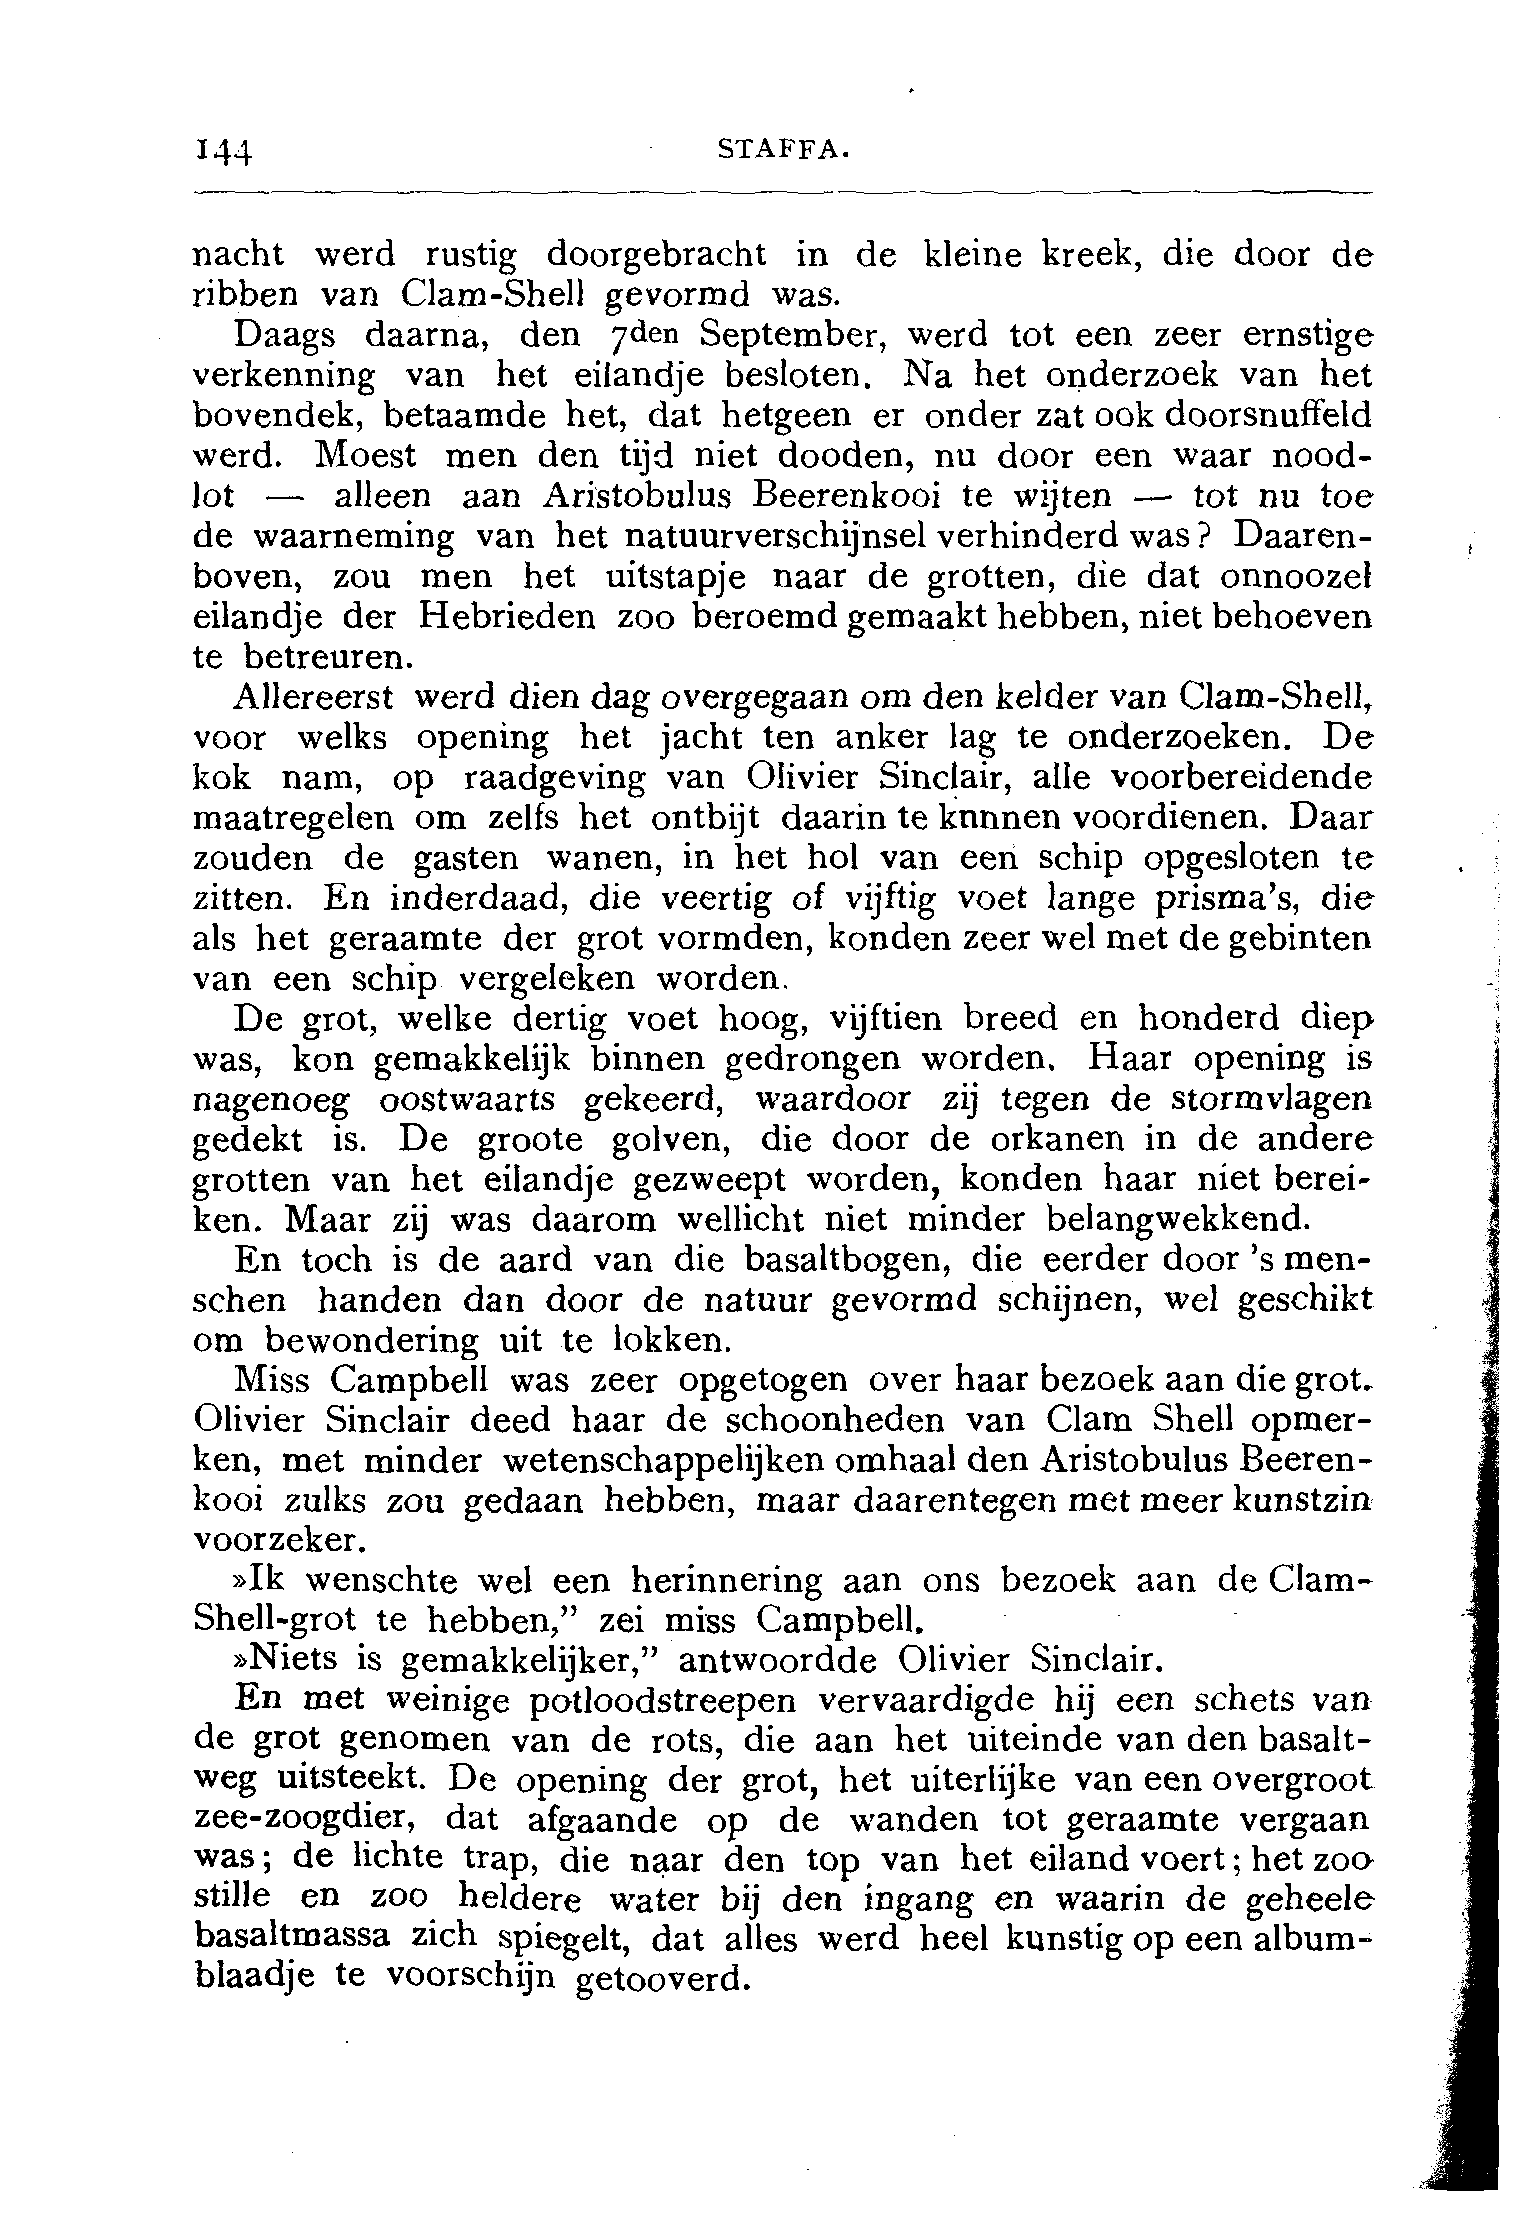 144 STAFFA.
nacht werd rustig doorgebracht in de kleine kreek, die door de
ribben van Clam-Shell gevormd was.
Daags daarna, den 7den September, werd tot een zeer ernstige
verkenning van het eilandje besloten. Na het onderzoek van het
bovendek, betaamde het, dat hetgeen er onder zat ook doorsnuffeld
werd. Moest men den tijd niet dooden, nu door een waar nood-
lot — alleen aan Aristobulus Beerenkooi te wijten — tot nu toe
de waarneming van het natuurverschijnsel verhinderd was? Daaren-
boven, zou men het uitstapje naar de grotten, die dat onnoozel
eilandje der Hebrieden zoo beroemd gemaakt hebben, niet behoeven
te betreuren.
Allereerst werd dien dag overgegaan om den kelder van Clam-Shell,
voor welks opening het jacht ten anker lag te onderzoeken. De
kok nam, op raadgeving van Olivier Sinclair, alle voorbereidende
maatregelen om zelfs het ontbijt daarin te knnnen voordienen. Daar
zouden de gasten wanen, in het hol van een schip opgesloten te
zitten. En inderdaad, die veertig of vijftig voet lange prisma's, die
als het geraamte der grot vormden, konden zeer wel met de gebinten
van een schip vergeleken worden.
De grot, welke dertig voet hoog, vijftien breed en honderd diep
was, kon gemakkelijk binnen gedrongen worden. Haar opening is
nagenoeg oostwaarts gekeerd, waardoor zij tegen de stormvlagen
gedekt is. De groote golven, die door de orkanen in de andere
grotten van het eilandje gezweept worden, konden haar niet berei-
ken. Maar zij was daarom wellicht niet minder belangwekkend.
En toch is de aard van die basaltbogen, die eerder door 's men-
schen handen dan door de natuur gevormd schijnen, wel geschikt
om bewondering uit te lokken.
Miss Campbell was zeer opgetogen over haar bezoek aan die grot.
Olivier Sinclair deed haar de schoonheden van Clam Shell opmer-
ken, met minder wetenschappelijken omhaal den Aristobulus Beeren-
kooi zulks zou gedaan hebben, maar daarentegen met meer kunstzin
voorzeker.
»Ik wenschte wel een herinnering aan ons bezoek aan de Clam-
Shell-grot te hebben,” zei miss Campbell.
»Niets is gemakkelijker,” antwoordde Olivier Sinclair.
En met weinige potloodstreepen vervaardigde hij een schets van
de grot genomen van de rots, die aan het uiteinde van den basalt-
weg uitsteekt. De opening der grot, het uiterlijke van een overgroot
zee-zoogdier, dat afgaande op de wanden tot geraamte vergaan
was; de lichte trap, die naar den top van het eiland voert; het zoo
stille en zoo heldere water bij den ingang en waarin de geheele
basaltmassa zich spiegelt, dat alles werd heel kunstig op een album-
blaadje te voorschijn getooverd.